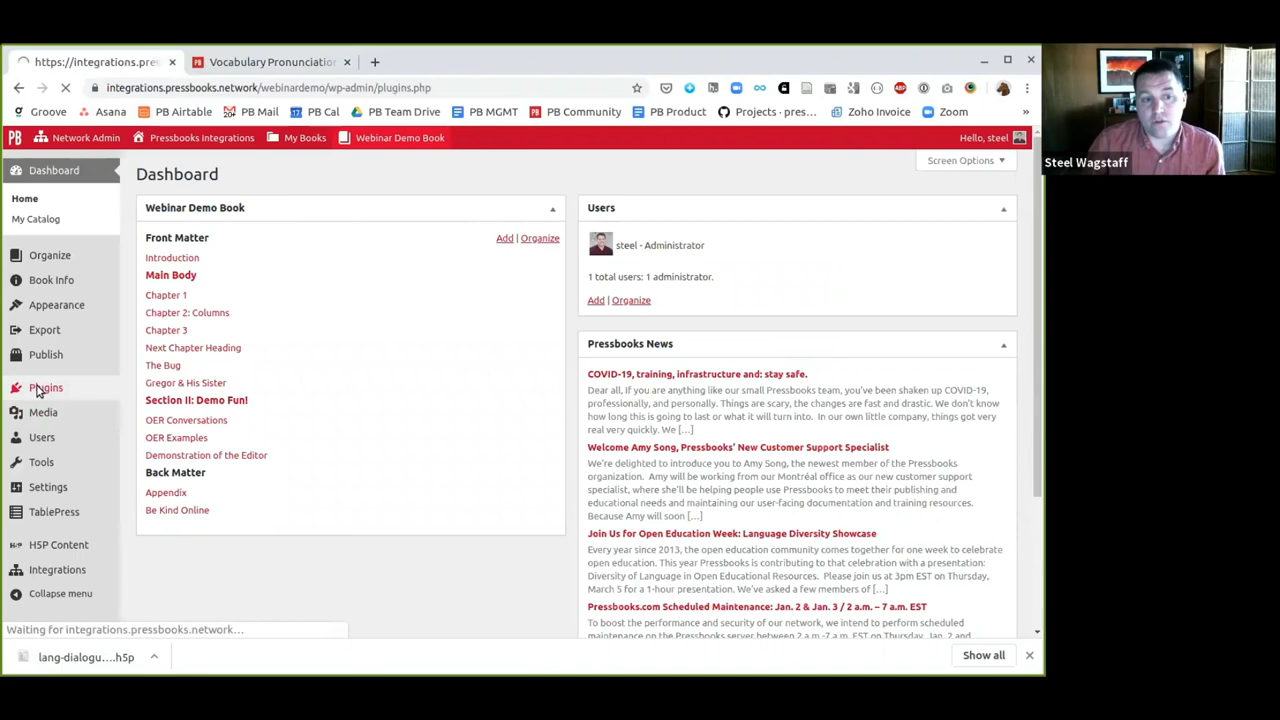 https://integrations.pre
Vocabulary Pronunciation
integrations.pressbooks.network/webinardemo/wp-admin/plugins.php
Groove
Asana
PB Airtable
PB Mail
PB Cal
PB Team Drive
PB MGMT
PB Community
PB Product
Projects · pres…
Zoho Invoice
Zoom
Steel Wagstaff
PB
Network Admin
Pressbooks Integrations
My Books
Webinar Demo Book
Hello, steel
Screen Options ▼
Dashboard
Home
My Catalog
Organize
Book Info
Appearance
Export
Publish
Plugins
Media
Users
Tools
Settings
TablePress
H5P Content
Integrations
Collapse menu
Dashboard
Webinar Demo Book
Front Matter
Add | Organize
Introduction
Main Body
Chapter 1
Chapter 2: Columns
Chapter 3
Next Chapter Heading
The Bug
Gregor & His Sister
Section II: Demo Fun!
OER Conversations
OER Examples
Demonstration of the Editor
Back Matter
Appendix
Be Kind Online
Users
steel - Administrator
1 total users: 1 administrator.
Add | Organize
Pressbooks News
COVID-19, training, infrastructure and: stay safe.
Dear all, If you are anything like our small Pressbooks team, you've been shaken up COVID-19,
professionally, and personally. Things are scary, the changes are fast and drastic. We don't know
how long this is going to last or what it will turn into. In our own little company, things got very
real very quickly. We […]
Welcome Amy Song, Pressbooks' New Customer Support Specialist
We're delighted to introduce you to Amy Song, the newest member of the Pressbooks
organization. Amy will be working from our Montréal office as our new customer support
specialist, where she'll be helping people use Pressbooks to meet their publishing and
educational needs and maintaining our user-facing documentation and training resources.
Because Amy will soon […]
Join Us for Open Education Week: Language Diversity Showcase
Every year since 2013, the open education community comes together for one week to celebrate
open education. This year Pressbooks is contributing to that celebration with a presentation:
Diversity of Language in Open Educational Resources. Please join us at 3pm EST on Thursday,
March 5 for a 1-hour presentation. We've asked a few members of […]
Pressbooks.com Scheduled Maintenance: Jan. 2 & Jan. 3 / 2 a.m. – 7 a.m. EST
To boost the performance and security of our network, we intend to perform scheduled
maintenance on the Pressbooks server between 2 a.m.-7 a.m. EST on Thursday, Jan. 2 and
Waiting for integrations.pressbooks.network…
lang-dialogu….h5p
Show all